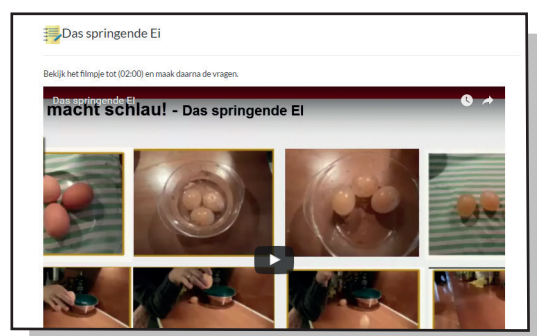 Das springende Ei
Bekijk het filmpje tot (02:00) en maak daarna de vragen.
Das springende EI
macht schlau! - Das springende EI